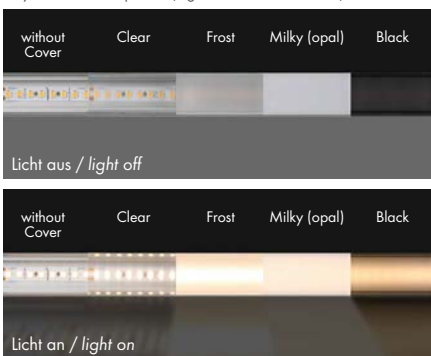 without Cover
Clear
Frost
Milky (opal)
Black
Licht aus / light off
without Cover
Clear
Frost
Milky (opal)
Black
Licht an / light on